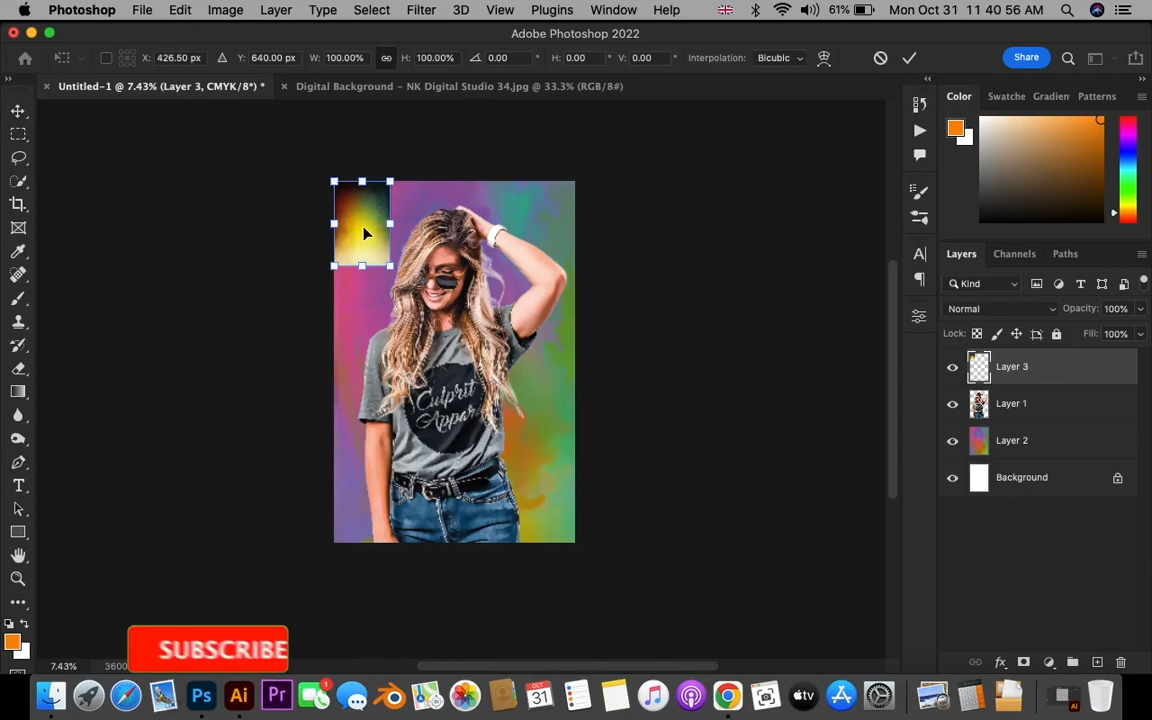 Photoshop File Edit Image Layer Type Select Filter 3D View Plugins Window Help 61% Mon Oct 31 11 40 56 AM
Adobe Photoshop 2022
X: 426.50 px Y: 640.00 px W: 100.00% H: 100.00% 0.00 ° H: 0.00 ° V: 0.00 ° Interpolation: Bicubic Share
Untitled-1 @ 7.43% (Layer 3, CMYK/8*) * Digital Background – NK Digital Studio 34.jpg @ 33.3% (RGB/8#)
Color Swatche Gradien Patterns
Layers Channels Paths
Kind
Normal Opacity: 100%
Lock: Fill: 100%
Layer 3
Layer 1
Layer 2
Background
Culprit
Appare
SUBSCRIBE
7.43% 3600
Ps Ai Pr 1 OCT 31 tv